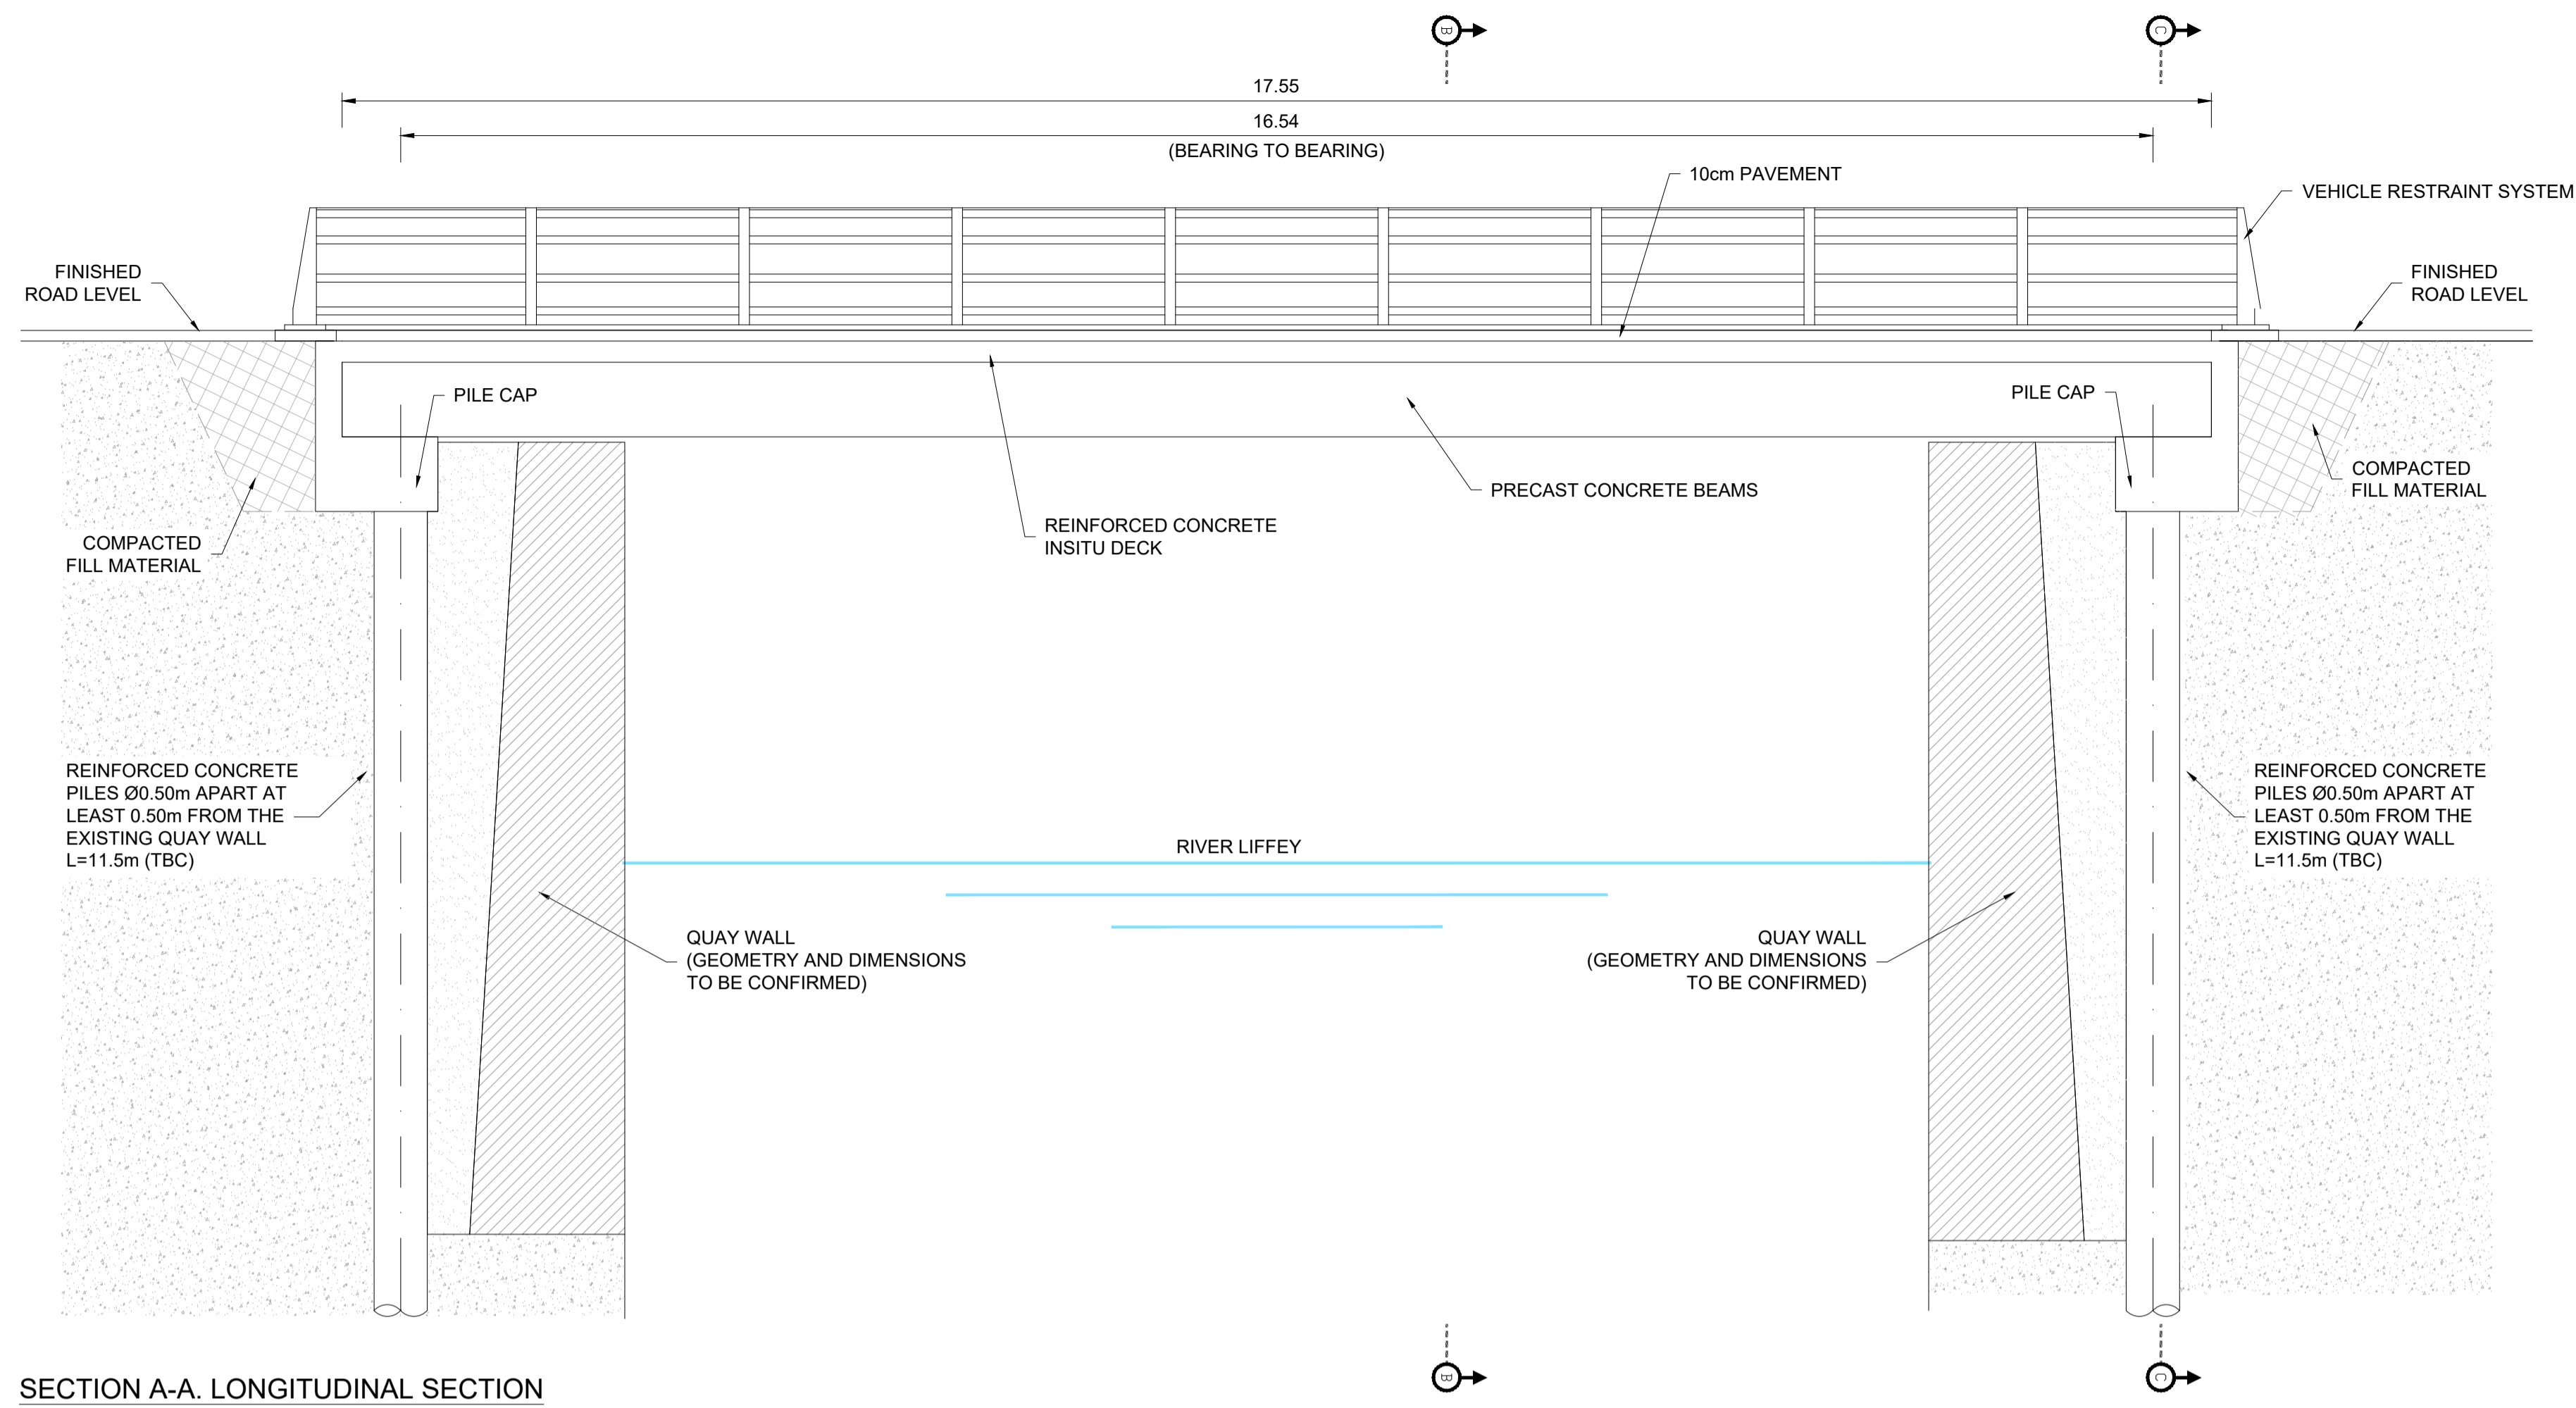 B
C
17.55
16.54
(BEARING TO BEARING)
10cm PAVEMENT
VEHICLE RESTRAINT SYSTEM
FINISHED
ROAD LEVEL
FINISHED
ROAD LEVEL
PILE CAP
PILE CAP
COMPACTED
FILL MATERIAL
PRECAST CONCRETE BEAMS
REINFORCED CONCRETE
INSITU DECK
COMPACTED
FILL MATERIAL
REINFORCED CONCRETE
PILES Ø0.50m APART AT
LEAST 0.50m FROM THE
EXISTING QUAY WALL
L=11.5m (TBC)
REINFORCED CONCRETE
PILES Ø0.50m APART AT
LEAST 0.50m FROM THE
EXISTING QUAY WALL
L=11.5m (TBC)
RIVER LIFFEY
QUAY WALL
(GEOMETRY AND DIMENSIONS
TO BE CONFIRMED)
QUAY WALL
(GEOMETRY AND DIMENSIONS
TO BE CONFIRMED)
B
C
SECTION A-A. LONGITUDINAL SECTION